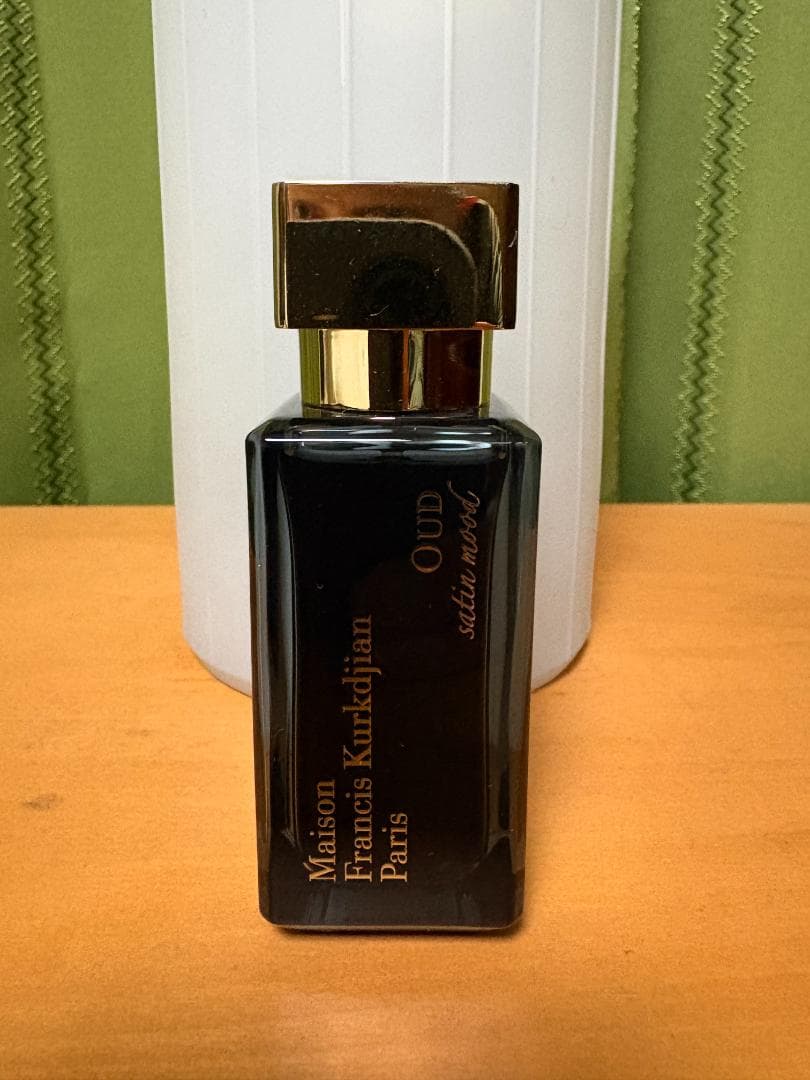 OUD
satin mood
Maison
Francis Kurkdjian
Paris